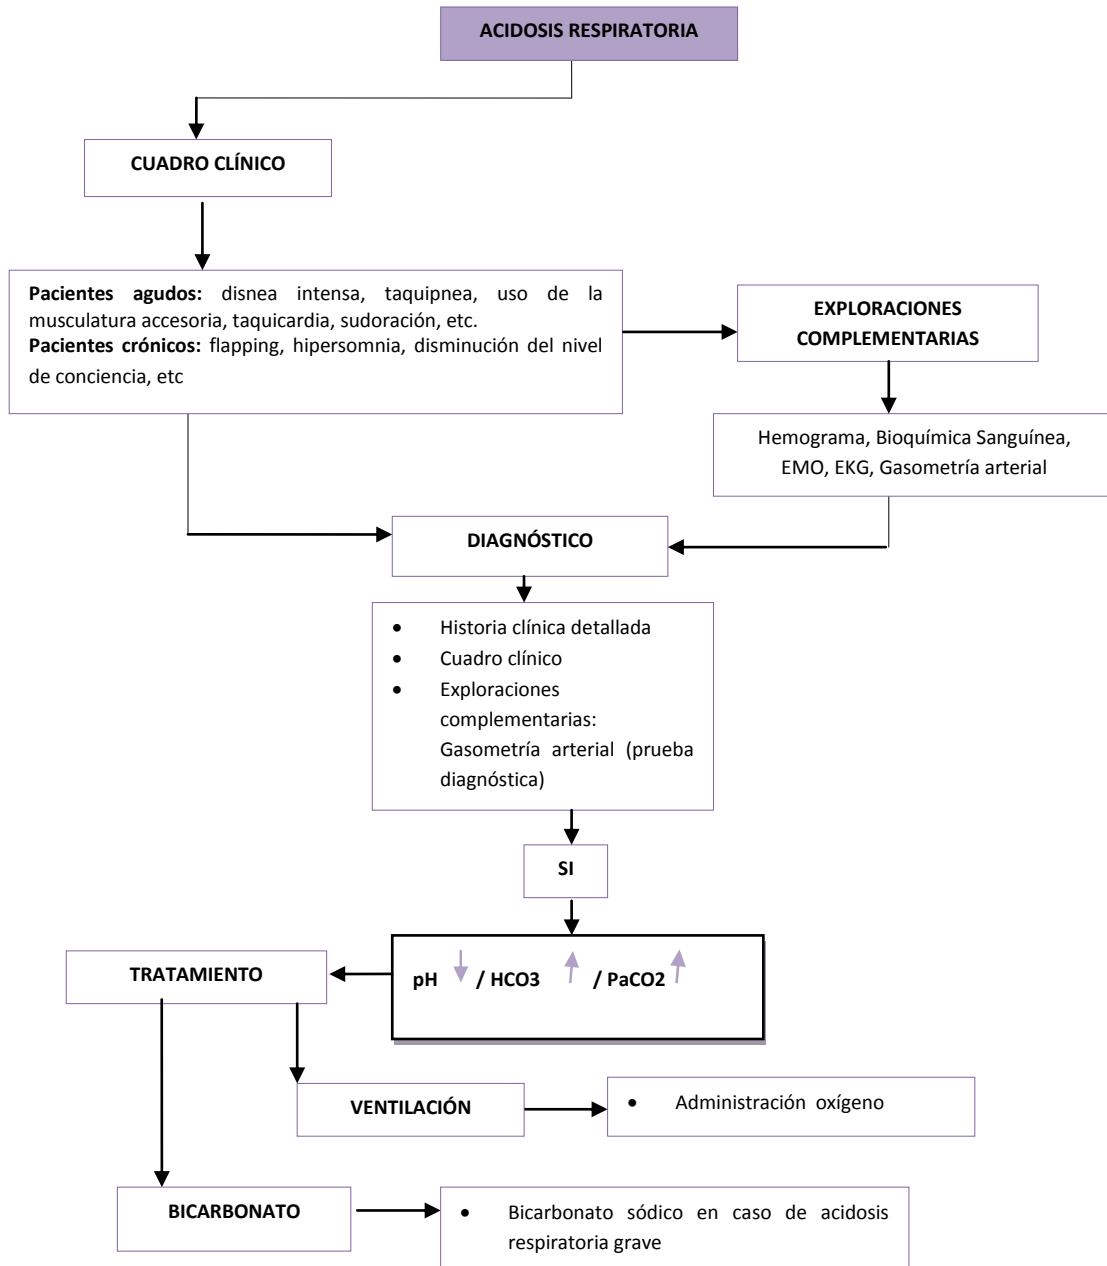 ACIDOSIS RESPIRATORIA
CUADRO CLÍNICO
Pacientes agudos: disnea intensa, taquipnea, uso de la
musculatura accesoria, taquicardia, sudoración, etc.
Pacientes crónicos: flapping, hipersomnia, disminución del nivel
de conciencia, etc
EXPLORACIONES
COMPLEMENTARIAS
Hemograma, Bioquímica Sanguínea,
EMO, EKG, Gasometría arterial
DIAGNÓSTICO
• Historia clínica detallada
• Cuadro clínico
• Exploraciones
complementarias:
Gasometría arterial (prueba
diagnóstica)
SI
pH / HCO3 / PaCO2
TRATAMIENTO
VENTILACIÓN
• Administración oxígeno
BICARBONATO
• Bicarbonato sódico en caso de acidosis
respiratoria grave